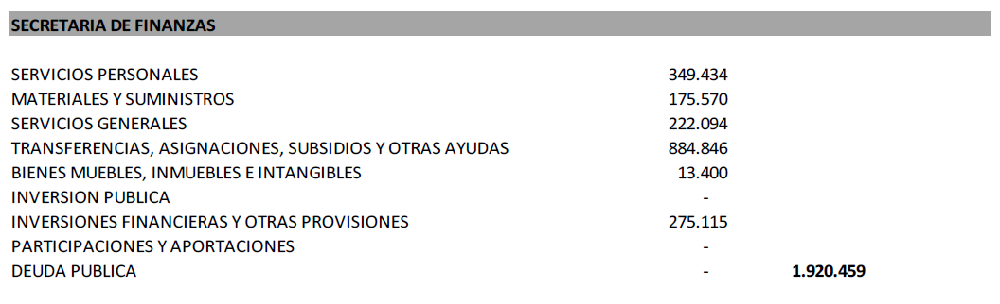 SECRETARIA DE FINANZAS
SERVICIOS PERSONALES 349.434
MATERIALES Y SUMINISTROS 175.570
SERVICIOS GENERALES 222.094
TRANSFERENCIAS, ASIGNACIONES, SUBSIDIOS Y OTRAS AYUDAS 884.846
BIENES MUEBLES, INMUEBLES E INTANGIBLES 13.400
INVERSION PUBLICA -
INVERSIONES FINANCIERAS Y OTRAS PROVISIONES 275.115
PARTICIPACIONES Y APORTACIONES -
DEUDA PUBLICA - 1.920.459